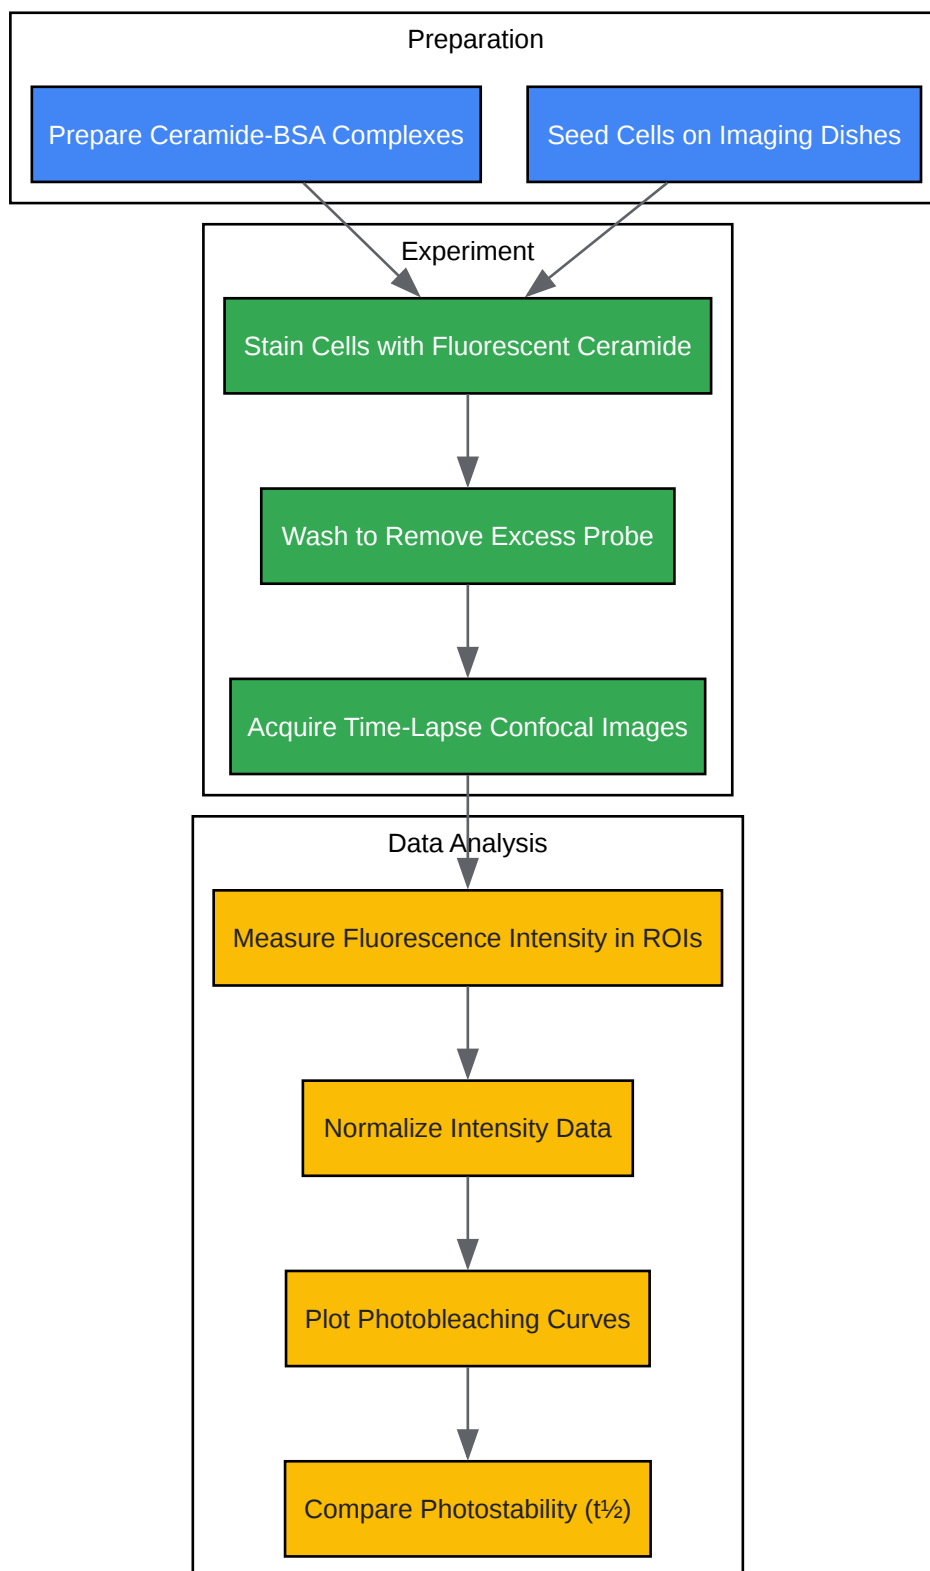 Preparation
Prepare Ceramide-BSA Complexes
Seed Cells on Imaging Dishes
Experiment
Stain Cells with Fluorescent Ceramide
Wash to Remove Excess Probe
Acquire Time-Lapse Confocal Images
Data Analysis
Measure Fluorescence Intensity in ROIs
Normalize Intensity Data
Plot Photobleaching Curves
Compare Photostability (t½)